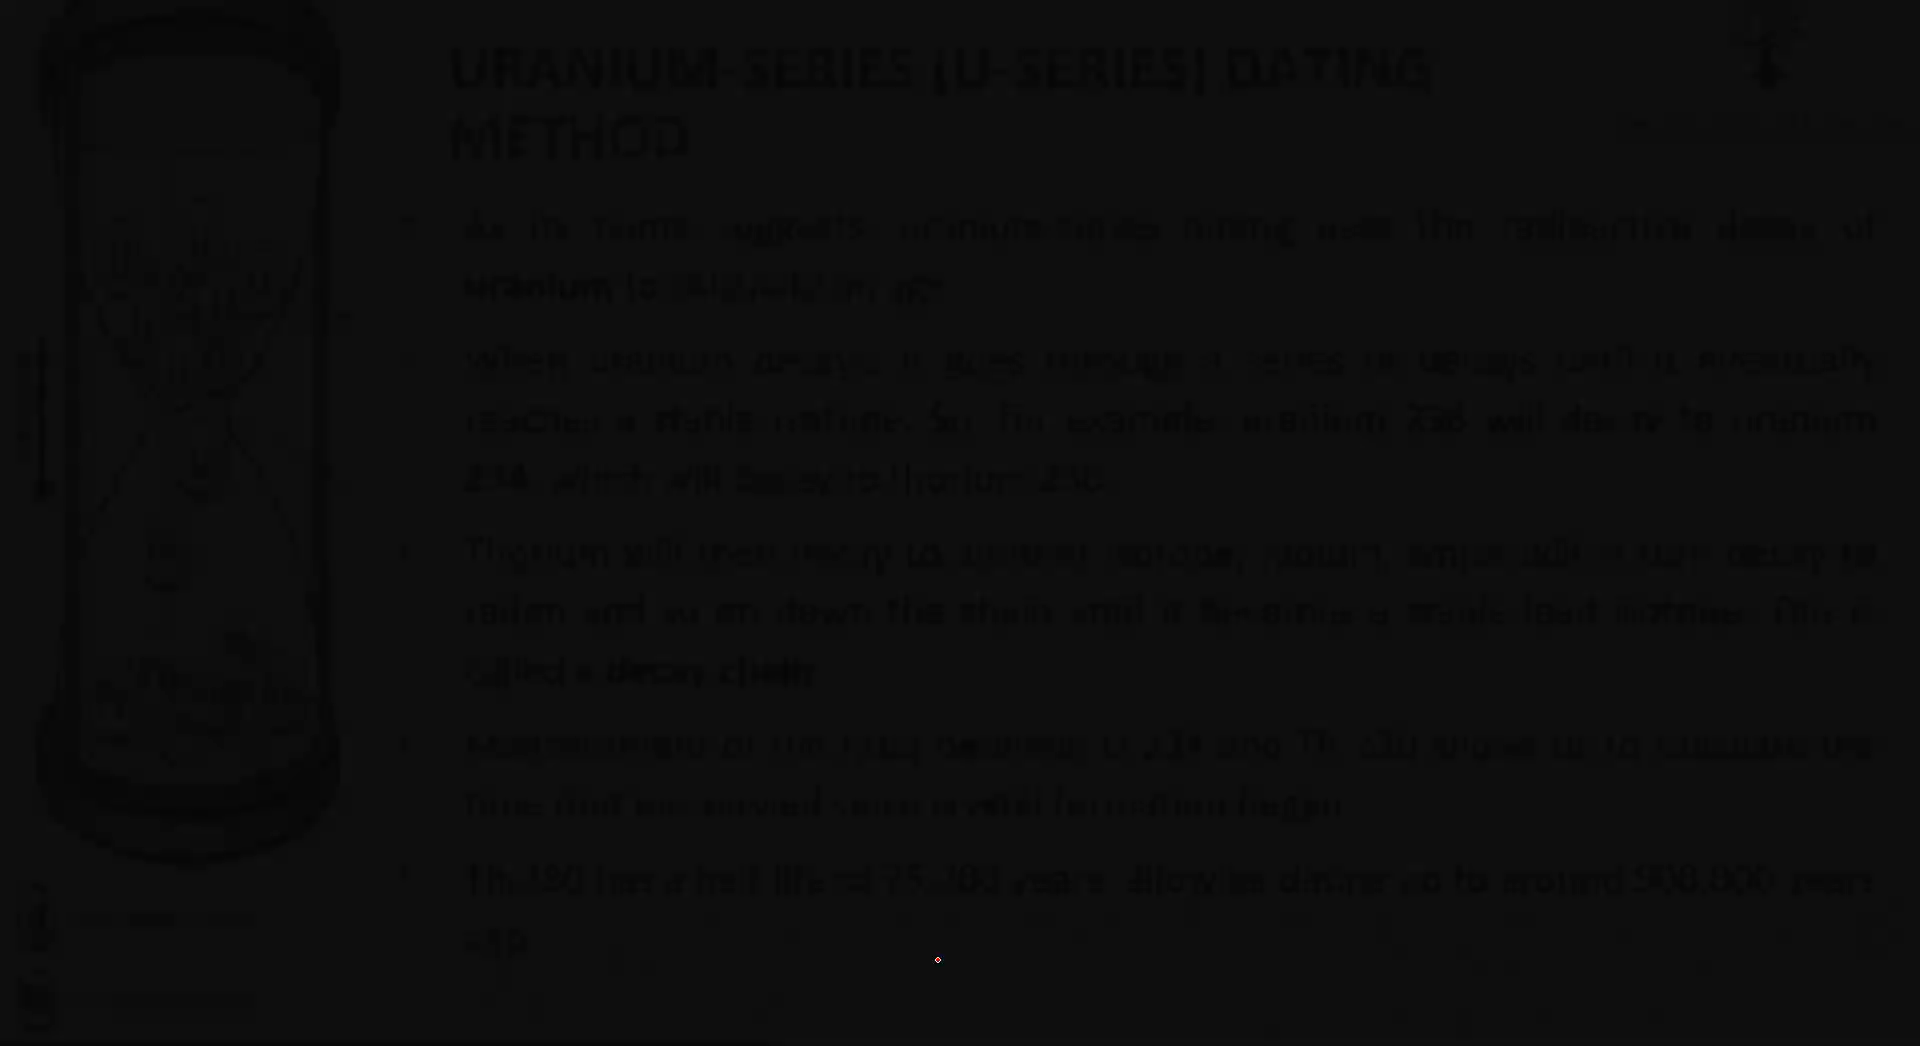 URANIUM-SERIES (U-SERIES) DATING
METHOD
As its name suggests, uranium-series dating uses the radioactive decay of
uranium to calculate an age.
When uranium decays it goes through a series of decays until it eventually
reaches a stable isotope. So for example uranium 238 will decay to uranium
234, which will decay to thorium 230.
Thorium will then decay to another isotope, radium, which will in turn decay to
radon and so on down the chain until it becomes a stable lead isotope. This is
called a decay chain.
Measurement of the U 234 and Th 230 allows us to calculate the
time that has passed since crystal formation began.
Th 230 has a half life of 75,000 years, allowing dating up to around 500,000 years